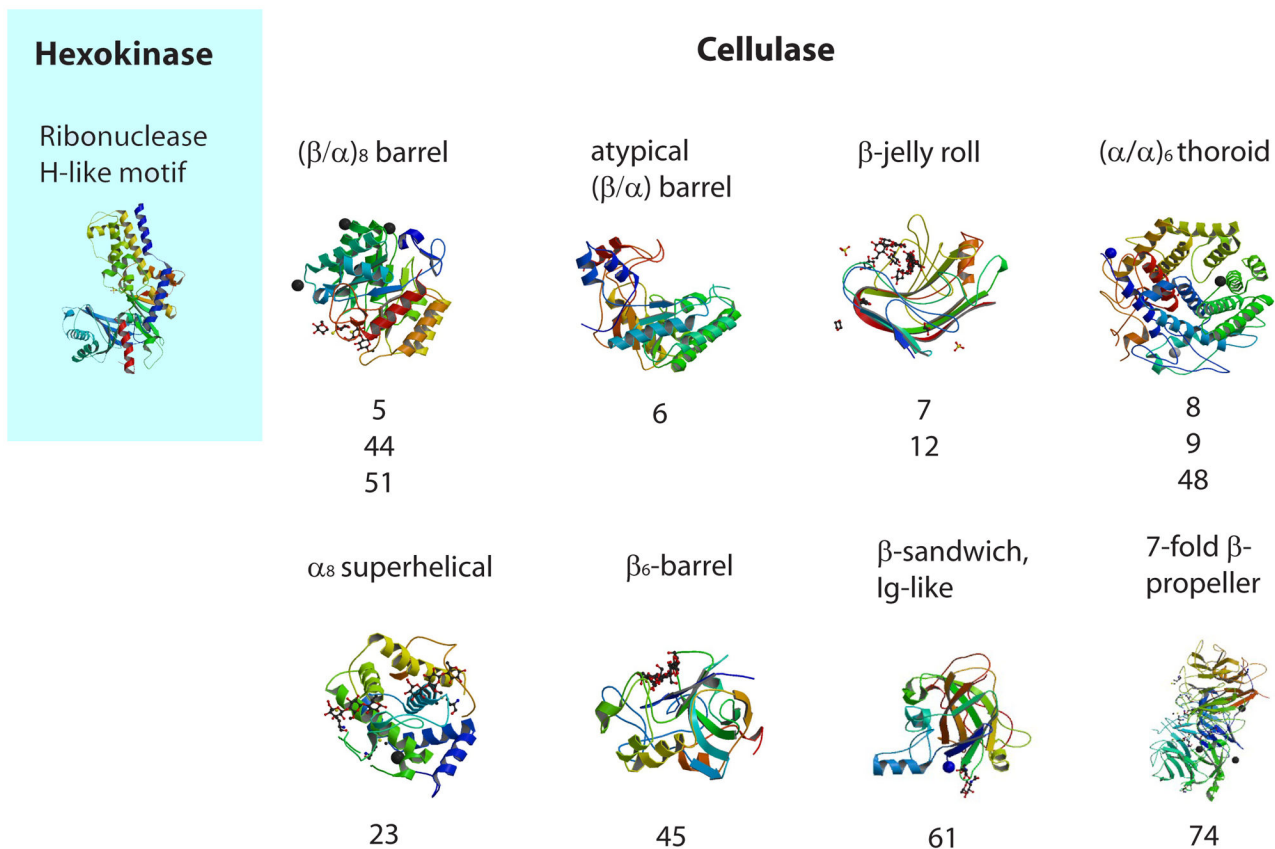 Hexokinase
Cellulase
Ribonuclease
H-like motif
(β/α)₈ barrel
atypical
(β/α) barrel
β-jelly roll
(α/α)₆ thoroid
5
44
51
6
7
12
8
9
48
α₈ superhelical
β₆-barrel
β-sandwich,
Ig-like
7-fold β-
propeller
23
45
61
74